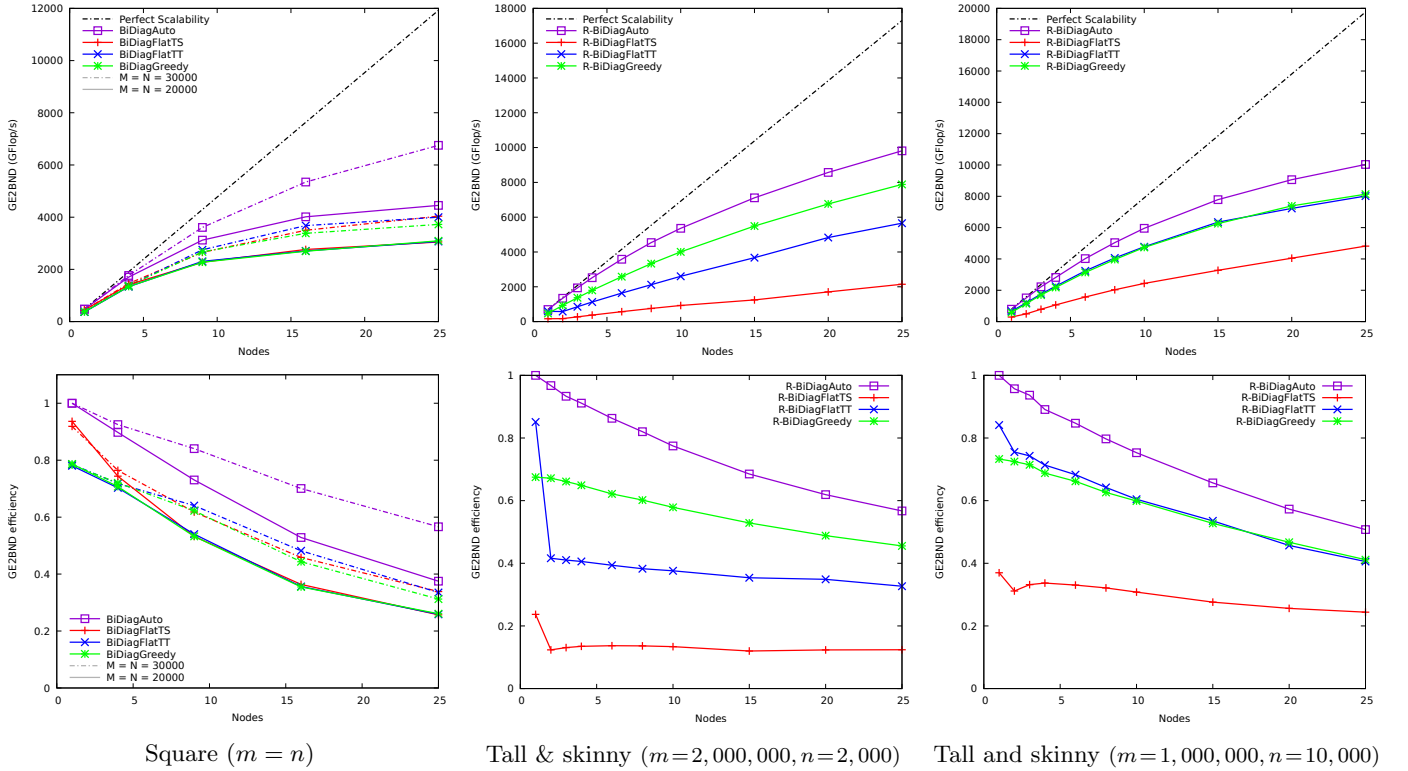 12000
10000
8000
6000
4000
2000
0
0 5 10 15 20 25
GE2BND (GFlop/s)
Nodes
Perfect Scalability
BiDiagAuto
BiDiagFlatTS
BiDiagFlatTT
BiDiagGreedy
M = N = 30000
M = N = 20000
18000
16000
14000
12000
10000
8000
6000
4000
2000
0
0 5 10 15 20 25
GE2BND (GFlop/s)
Nodes
Perfect Scalability
R-BiDiagAuto
R-BiDiagFlatTS
R-BiDiagFlatTT
R-BiDiagGreedy
20000
18000
16000
14000
12000
10000
8000
6000
4000
2000
0
0 5 10 15 20 25
GE2BND (GFlop/s)
Nodes
Perfect Scalability
R-BiDiagAuto
R-BiDiagFlatTS
R-BiDiagFlatTT
R-BiDiagGreedy
1
0.8
0.6
0.4
0.2
0
0 5 10 15 20 25
GE2BND efficiency
Nodes
BiDiagAuto
BiDiagFlatTS
BiDiagFlatTT
BiDiagGreedy
M = N = 30000
M = N = 20000
1
0.8
0.6
0.4
0.2
0
0 5 10 15 20 25
GE2BND efficiency
Nodes
R-BiDiagAuto
R-BiDiagFlatTS
R-BiDiagFlatTT
R-BiDiagGreedy
1
0.8
0.6
0.4
0.2
0
0 5 10 15 20 25
GE2BND efficiency
Nodes
R-BiDiagAuto
R-BiDiagFlatTS
R-BiDiagFlatTT
R-BiDiagGreedy
Square (m = n)
Tall & skinny (m=2,000,000, n=2,000)
Tall and skinny (m=1,000,000, n=10,000)